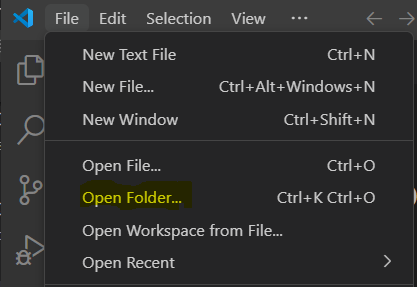 File Edit Selection View ...
New Text File Ctrl+N
New File... Ctrl+Alt+Windows+N
New Window Ctrl+Shift+N
Open File... Ctrl+O
Open Folder... Ctrl+K Ctrl+O
Open Workspace from File...
Open Recent